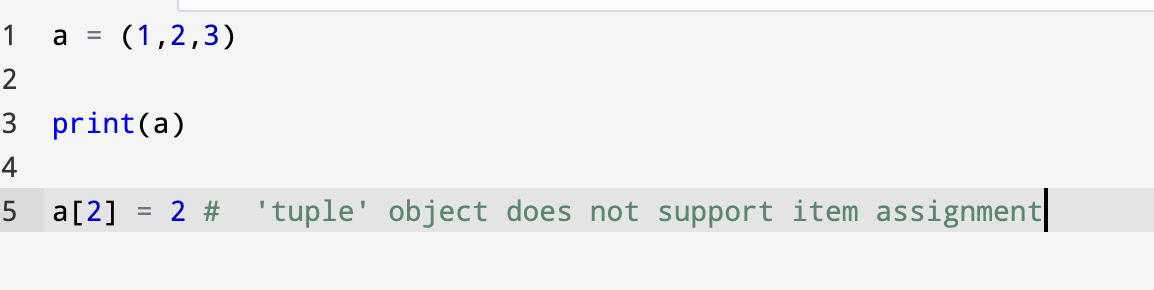 1 a = (1,2,3)
2
3 print(a)
4
5 a[2] = 2 #  'tuple' object does not support item assignment